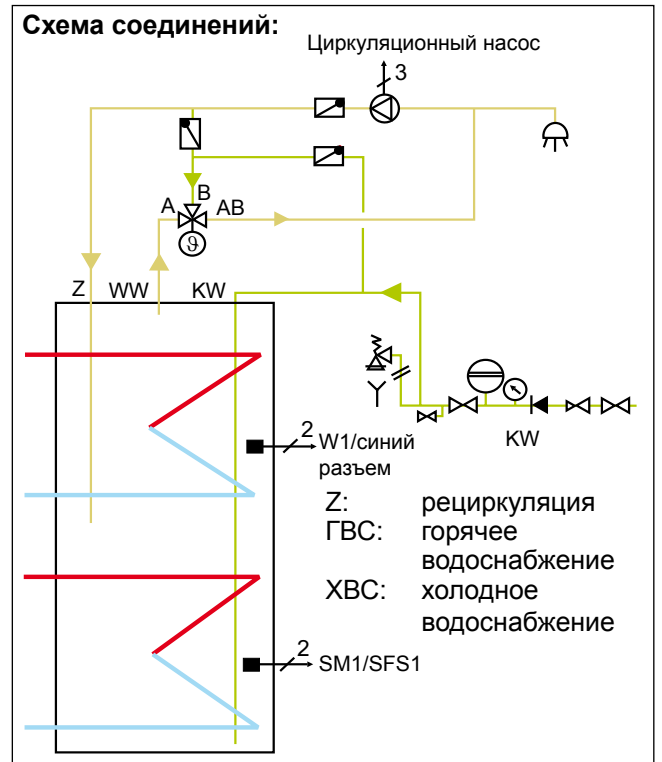 Схема соединений:
Циркуляционный насос
3
B
A
AB
ϑ
Z
WW
KW
KW
2
W1/синий
разъем
Z: рециркуляция
ГВС: горячее
водоснабжение
ХВС: холодное
водоснабжение
2
SM1/SFS1